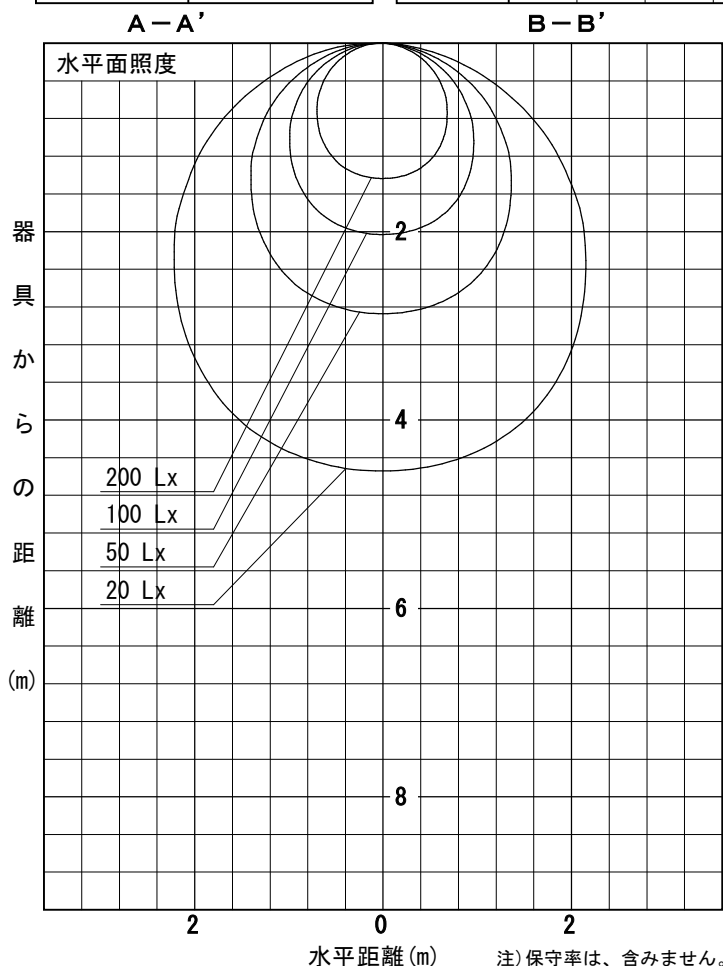 A－A’
B－B’
水平面照度
器具からの距離(m)
2
4
6
8
200 Lx
100 Lx
50 Lx
20 Lx
2
0
2
水平距離(m)
注)保守率は、含みません。